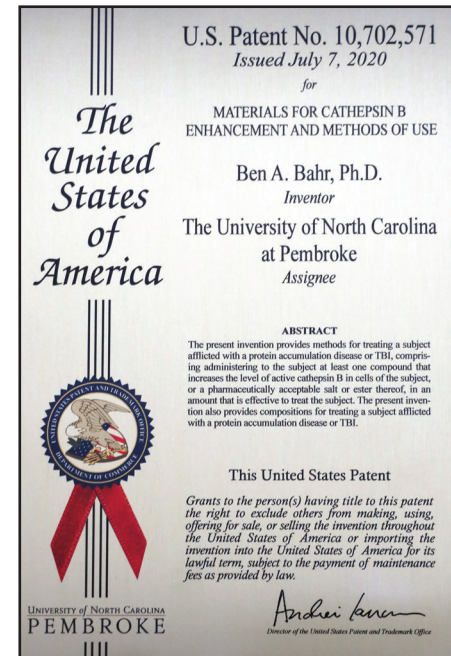 The
United
States
of
America
UNITED STATES PATENT AND TRADEMARK OFFICE
DEPARTMENT OF COMMERCE
UNIVERSITY of NORTH CAROLINA
PEMBROKE
U.S. Patent No. 10,702,571
Issued July 7, 2020
for
MATERIALS FOR CATHEPSIN B
ENHANCEMENT AND METHODS OF USE
Ben A. Bahr, Ph.D.
Inventor
The University of North Carolina
at Pembroke
Assignee
ABSTRACT
The present invention provides methods for treating a subject
afflicted with a protein accumulation disease or TBI, compris-
ing administering to the subject at least one compound that
increases the level of active cathepsin B in cells of the subject,
or a pharmaceutically acceptable salt or ester thereof, in an
amount that is effective to treat the subject. The present inven-
tion also provides compositions for treating a subject afflicted
with a protein accumulation disease or TBI.
This United States Patent
Grants to the person(s) having title to this patent
the right to exclude others from making, using,
offering for sale, or selling the invention throughout
the United States of America or importing the
invention into the United States of America for its
lawful term, subject to the payment of maintenance
fees as provided by law.
Director of the United States Patent and Trademark Office